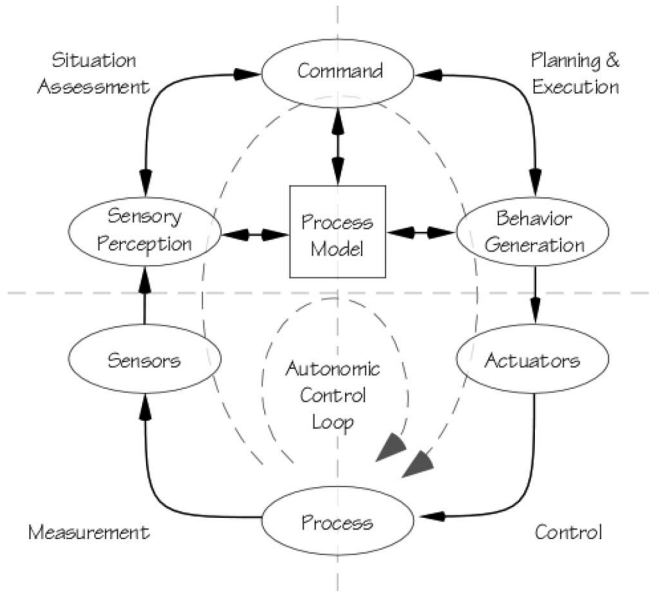 Situation
Assessment
Command
Planning &
Execution
Sensory
Perception
Process
Model
Behavior
Generation
Sensors
Autonomic
Control
Loop
Actuators
Measurement
Process
Control